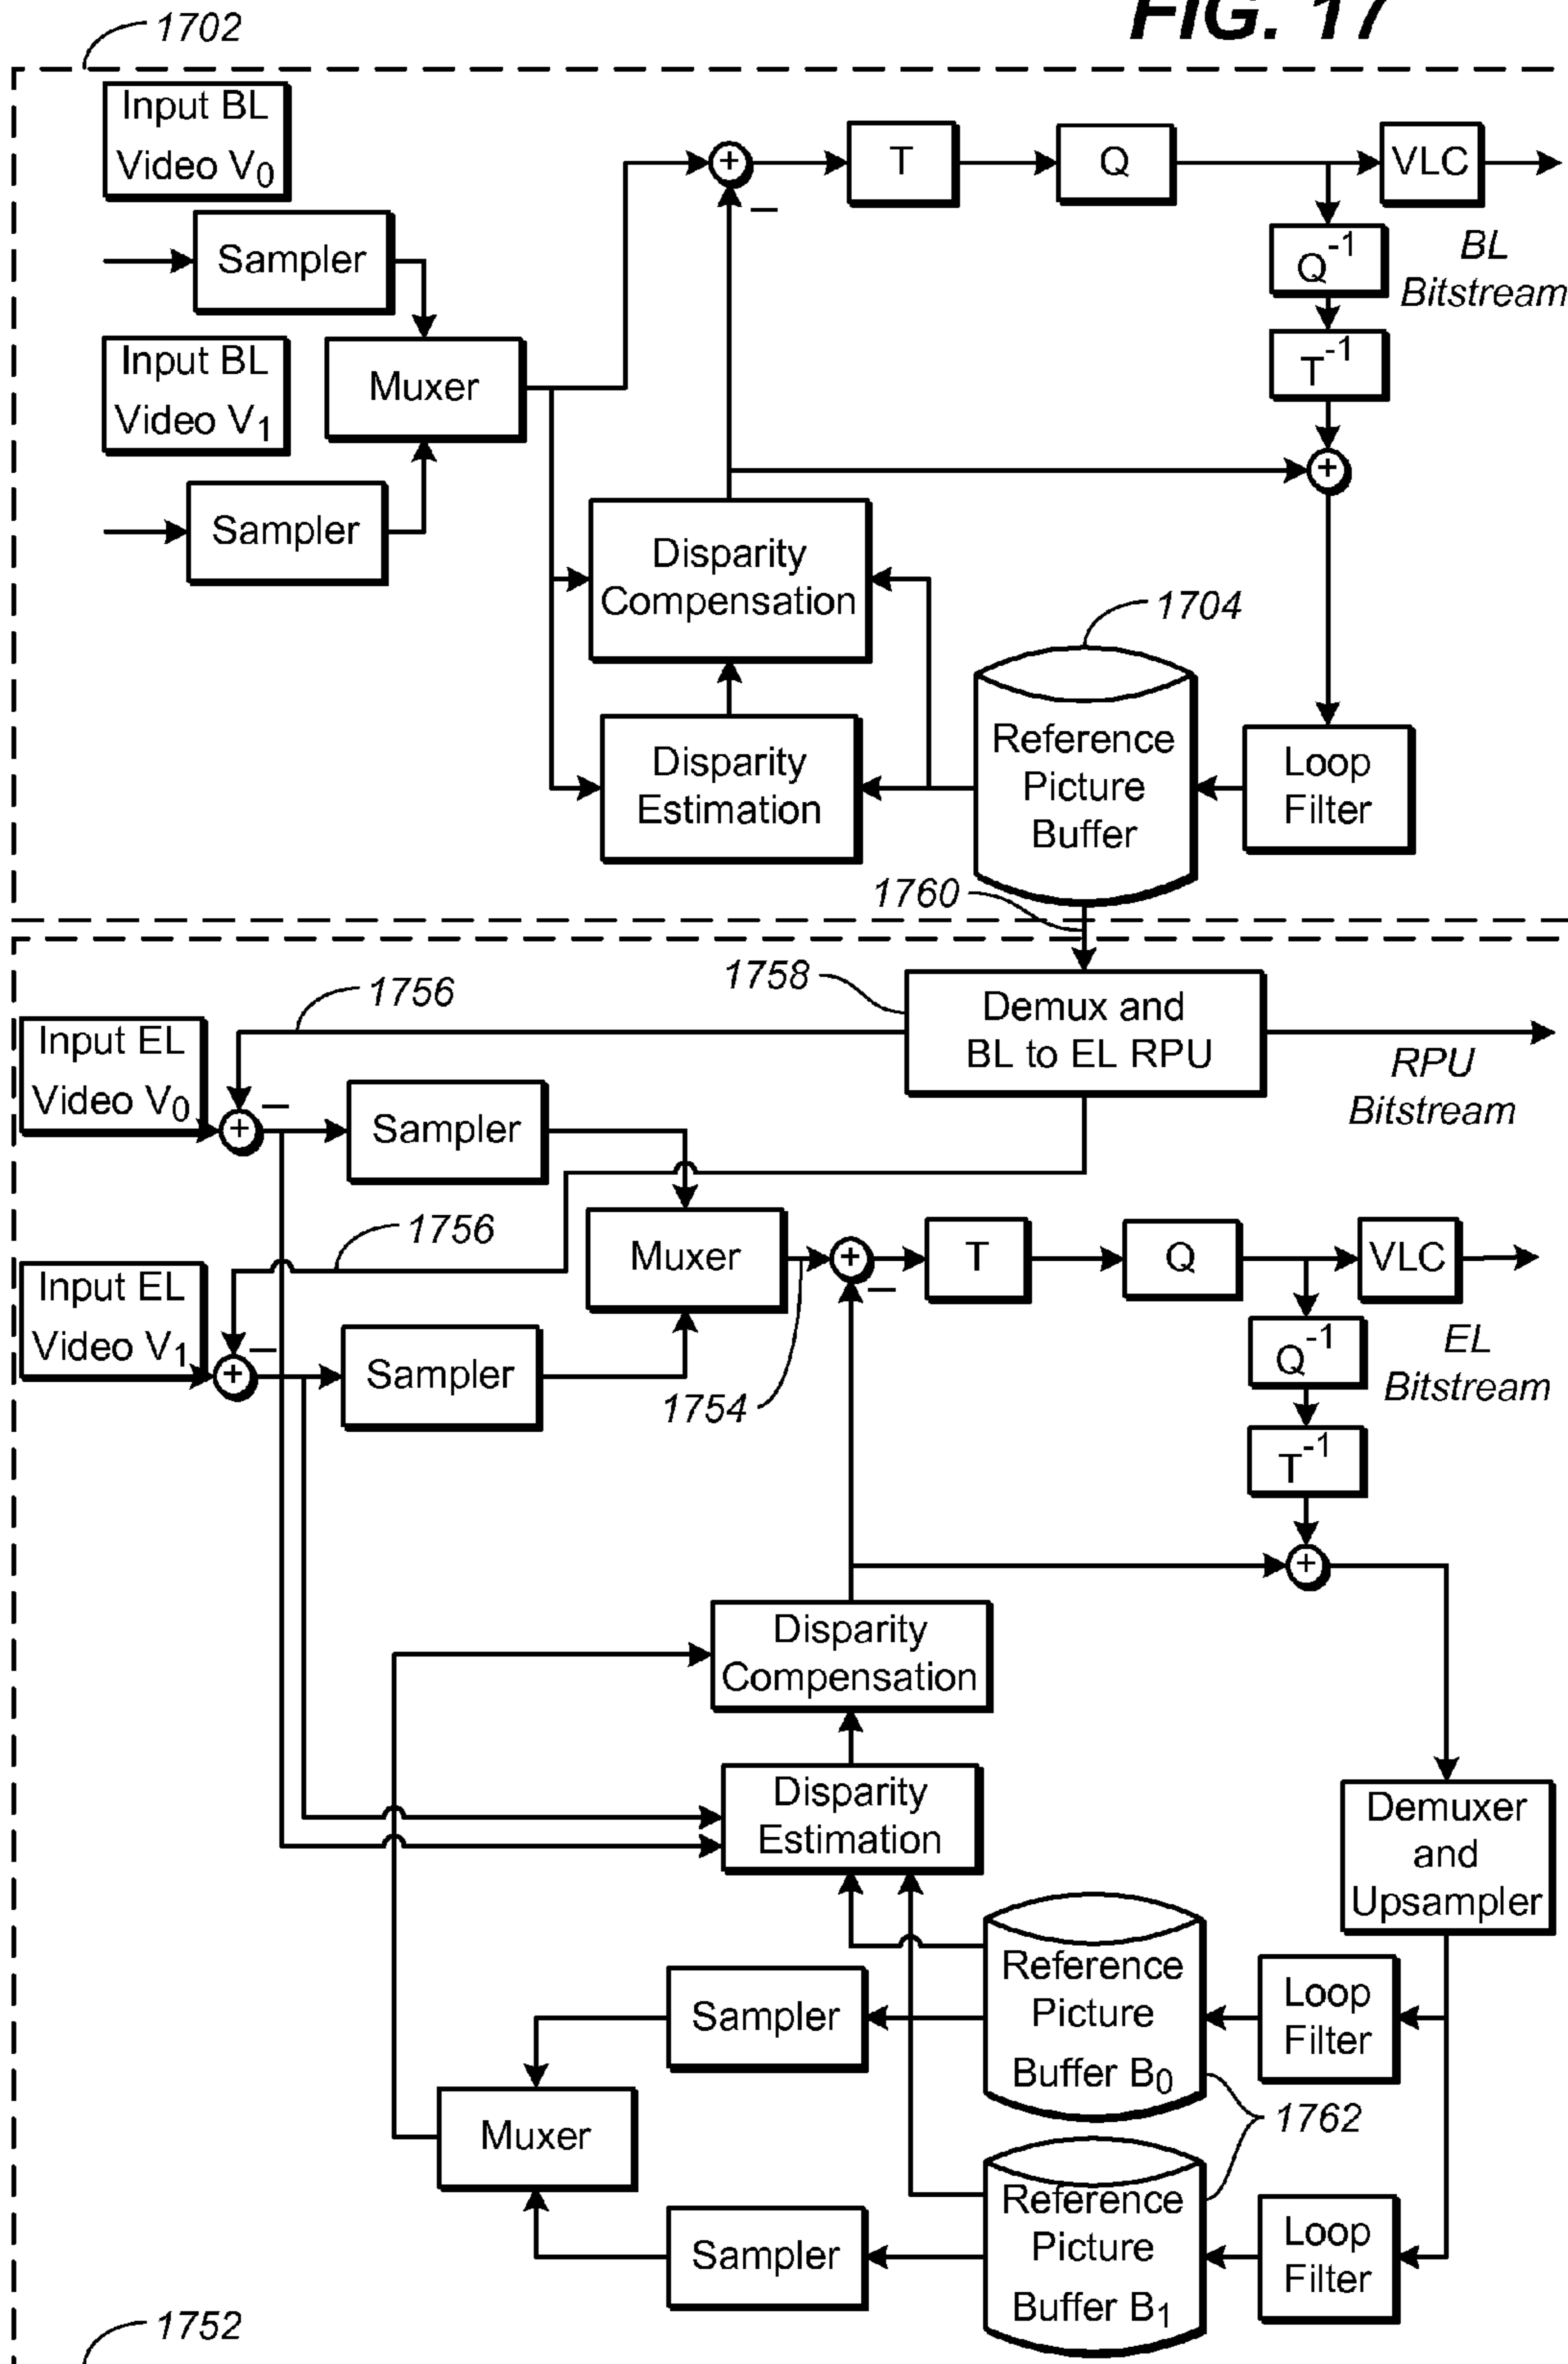 FIG. 17
1702
Input BL
Video V0
Sampler
Input BL
Video V1
Sampler
Muxer
+
−
T
Q
VLC
Q-1
BL
Bitstream
T-1
+
Disparity
Compensation
1704
Disparity
Estimation
Reference
Picture
Buffer
Loop
Filter
1760
1758
Demux and
BL to EL RPU
RPU
Bitstream
1756
Input EL
Video V0
+
−
Sampler
1756
Input EL
Video V1
+
−
Sampler
Muxer
1754
+
−
T
Q
VLC
Q-1
EL
Bitstream
T-1
+
Disparity
Compensation
Disparity
Estimation
Demuxer
and
Upsampler
Sampler
Reference
Picture
Buffer B0
Loop
Filter
Muxer
1762
Sampler
Reference
Picture
Buffer B1
Loop
Filter
1752